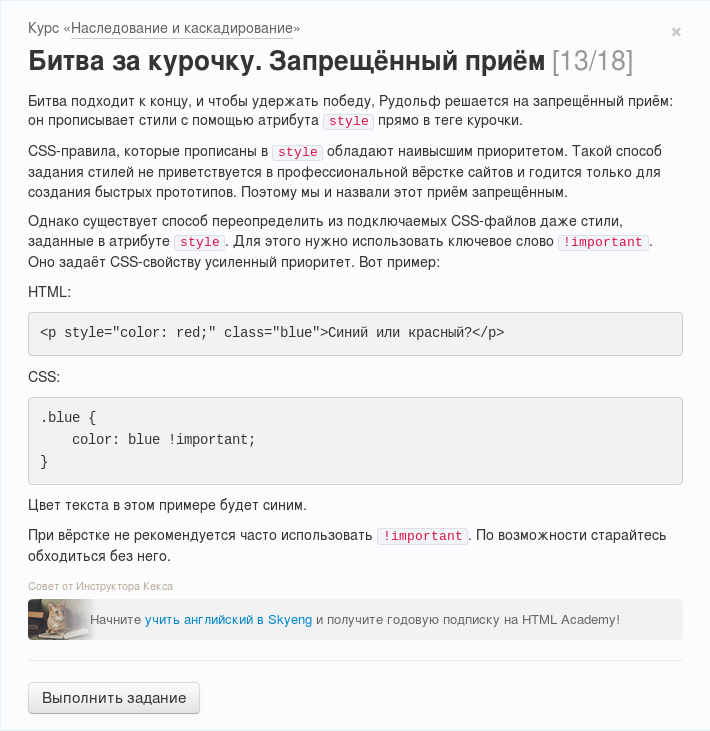 Курс «Наследование и каскадирование»
×
Битва за курочку. Запрещённый приём [13/18]
Битва подходит к концу, и чтобы удержать победу, Рудольф решается на запрещённый приём:
он прописывает стили с помощью атрибута style прямо в теге курочки.
CSS-правила, которые прописаны в style обладают наивысшим приоритетом. Такой способ
задания стилей не приветствуется в профессиональной вёрстке сайтов и годится только для
создания быстрых прототипов. Поэтому мы и назвали этот приём запрещённым.
Однако существует способ переопределить из подключаемых CSS-файлов даже стили,
заданные в атрибуте style. Для этого нужно использовать ключевое слово !important.
Оно задаёт CSS-свойству усиленный приоритет. Вот пример:
HTML:
<p style="color: red;" class="blue">Синий или красный?</p>
CSS:
.blue {
    color: blue !important;
}
Цвет текста в этом примере будет синим.
При вёрстке не рекомендуется часто использовать !important. По возможности старайтесь
обходиться без него.
Совет от Инструктора Кекса
Начните учить английский в Skyeng и получите годовую подписку на HTML Academy!
Выполнить задание